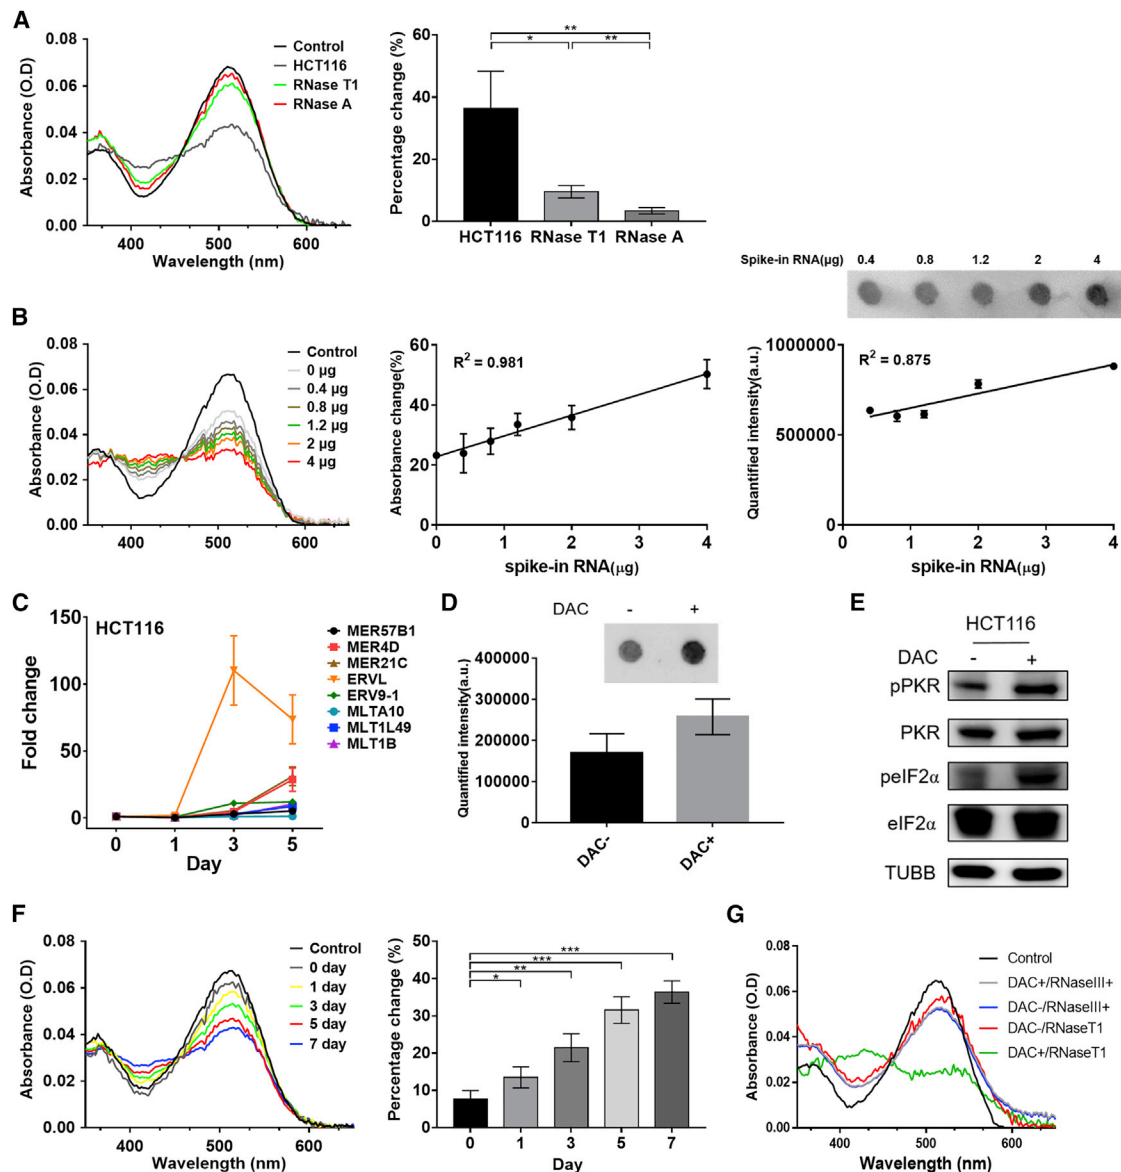 A
Absorbance (O.D)
0.08
0.06
0.04
0.02
0.00
400
500
600
Wavelength (nm)
Control
HCT116
RNase T1
RNase A
Percentage change (%)
60
40
20
0
**
*
**
HCT116
RNase T1
RNase A
Spike-in RNA(μg)
0.4
0.8
1.2
2
4
B
Absorbance (O.D)
0.08
0.06
0.04
0.02
0.00
400
500
600
Wavelength (nm)
Control
0 μg
0.4 μg
0.8 μg
1.2 μg
2 μg
4 μg
Absorbance change(%)
60
40
20
0
R² = 0.981
0
1
2
3
4
spike-in RNA(μg)
Quantified intensity(a.u.)
1000000
500000
0
R² = 0.875
0
1
2
3
4
spike-in RNA(μg)
C
HCT116
Fold change
150
100
50
0
0
1
3
5
Day
MER57B1
MER4D
MER21C
ERVL
ERV9-1
MLTA10
MLT1L49
MLT1B
D
DAC
-
+
Quantified intensity(a.u.)
400000
300000
200000
100000
0
DAC-
DAC+
E
HCT116
DAC
-
+
pPKR
PKR
peIF2α
eIF2α
TUBB
F
Absorbance (O.D)
0.08
0.06
0.04
0.02
0.00
400
500
600
Wavelength (nm)
Control
0 day
1 day
3 day
5 day
7 day
Percentage change (%)
50
40
30
20
10
0
***
***
**
*
0
1
3
5
7
Day
G
Absorbance (O.D)
0.08
0.06
0.04
0.02
0.00
400
500
600
Wavelength (nm)
Control
DAC+/RNaseIII+
DAC-/RNaseIII+
DAC-/RNaseT1
DAC+/RNaseT1